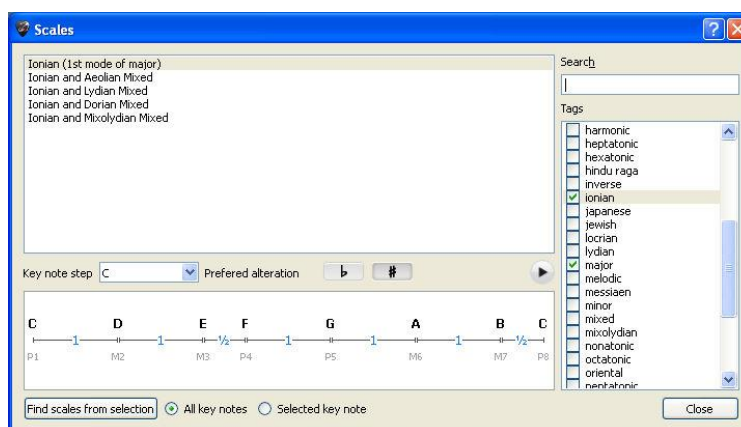 Scales
Ionian (1st mode of major)
Ionian and Aeolian Mixed
Ionian and Lydian Mixed
Ionian and Dorian Mixed
Ionian and Mixolydian Mixed
Search
Tags
harmonic
heptatonic
hexatonic
hindu raga
inverse
ionian
japanese
jewish
locrian
lydian
major
melodic
messiaen
minor
mixed
mixolydian
nonatonic
octatonic
oriental
pentatonic
Key note step C Prefered alteration ♭ #
C D E F G A B C
1 1 ½ 1 1 1 ½
P1 M2 M3 P4 P5 M6 M7 P8
Find scales from selection All key notes Selected key note Close